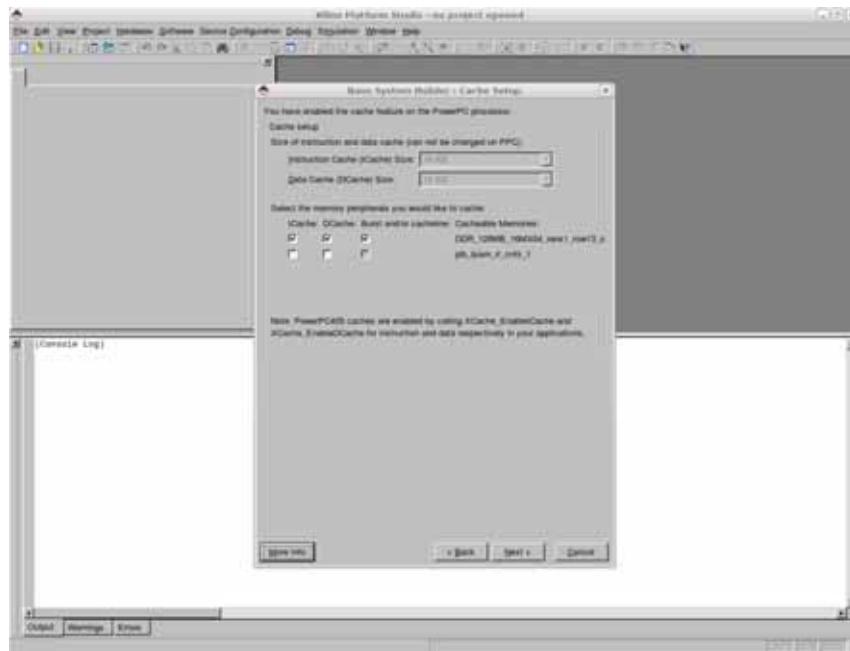 Xilinx Platform Studio - no project opened
File Edit View Project Hardware Software Device Configuration Debug Simulation Window Help
Base System Builder - Cache Setup
You have enabled the cache feature on the PowerPC processor.
Cache setup
Size of instruction and data cache (can not be changed on PPC):
Instruction Cache (ICache) Size:
Data Cache (DCache) Size:
Select the memory peripherals you would like to cache:
ICache DCache Burst and/or cacheline Cacheable Memories:
Note: PowerPC405 caches are enabled by calling XCache_EnableICache and
XCache_EnableDCache for instruction and data respectively in your applications.
(Console Log)
More Info
< Back Next > Cancel
Output Warnings Errors